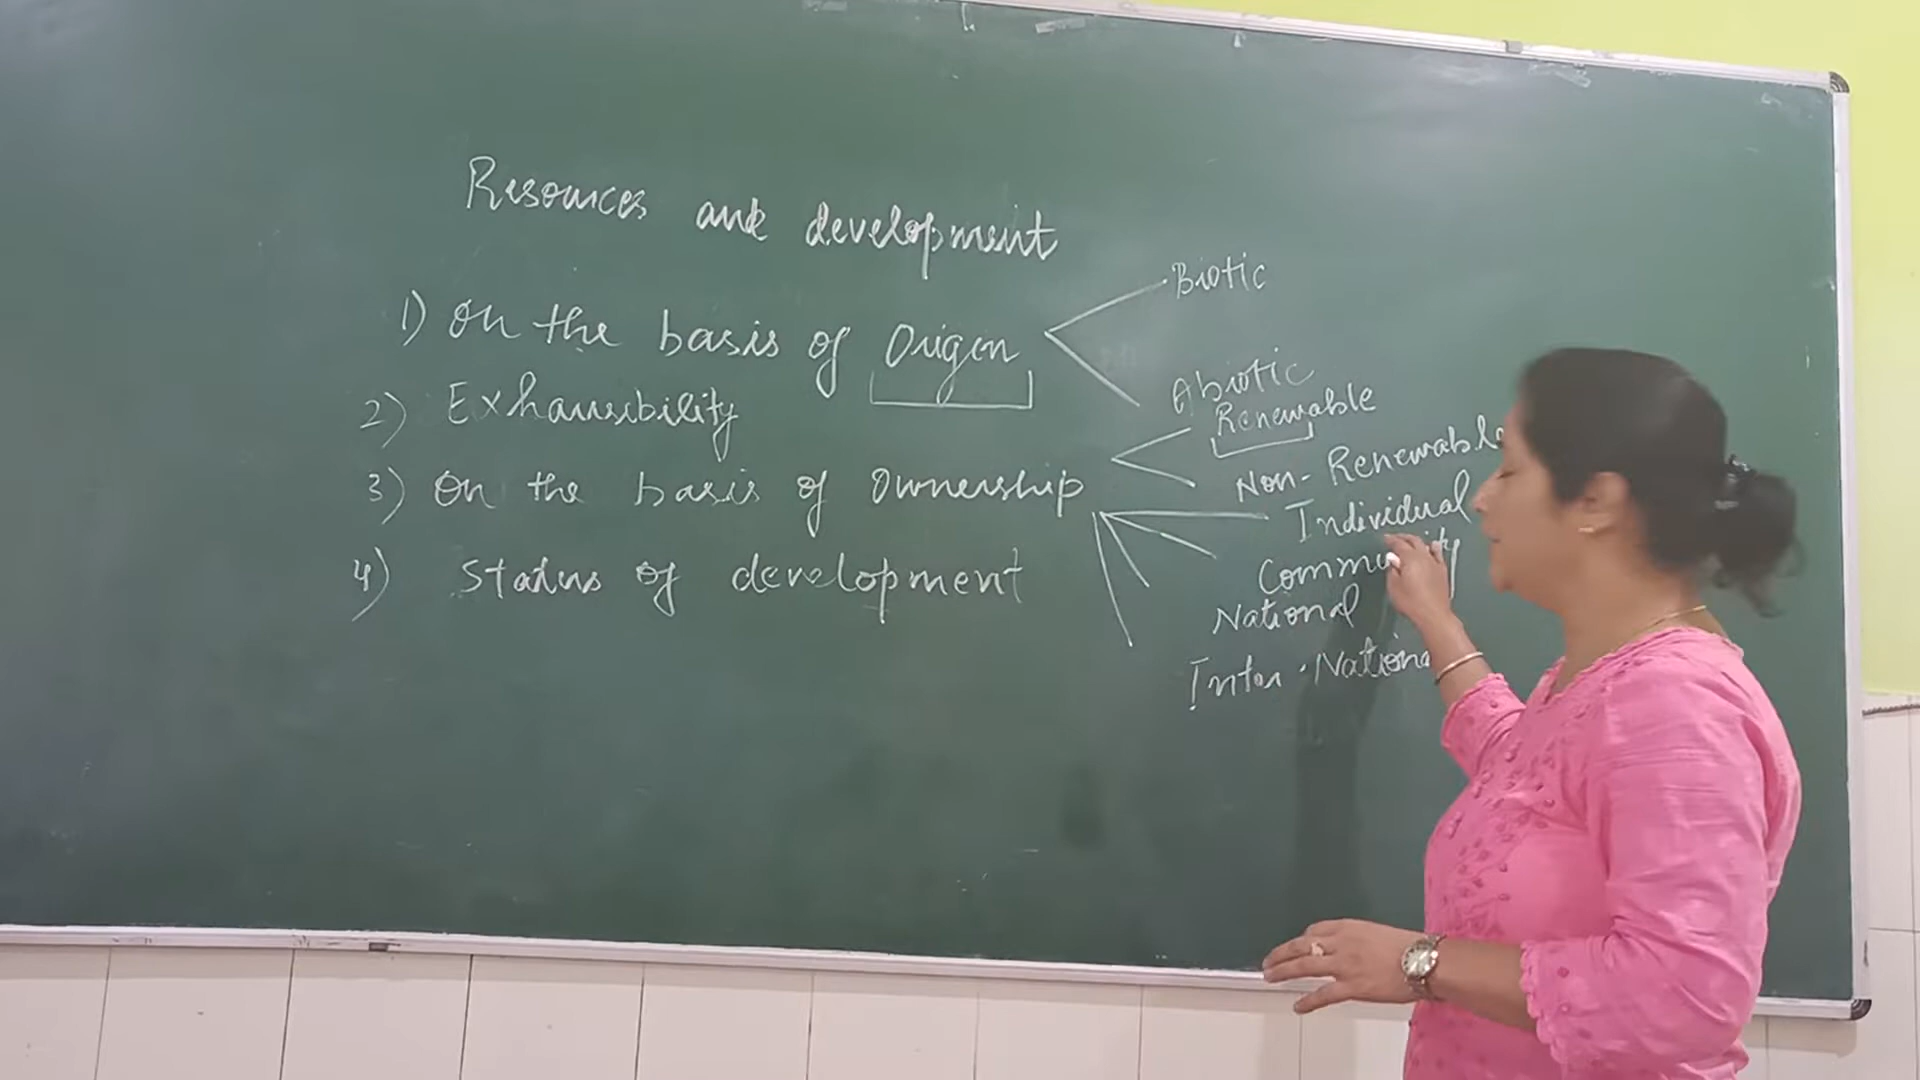 Resources and development
1) On the basis of Origin
Biotic
Abiotic
2) Exhausibility
Renewable
Non-Renewable
3) On the basis of Ownership
Individual
Community
National
Inter-National
4) Status of development